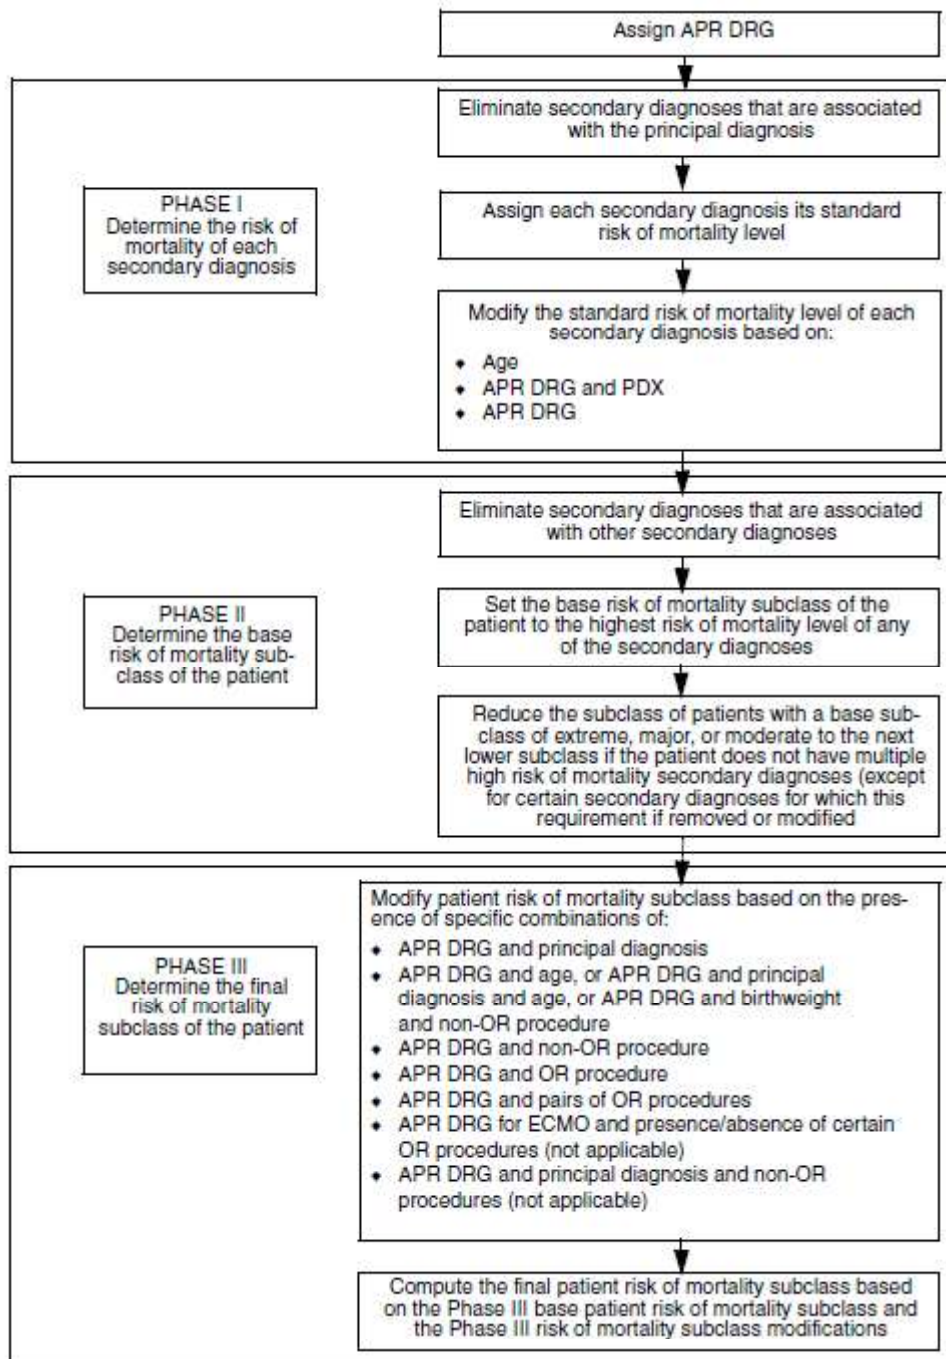 Assign APR DRG
Eliminate secondary diagnoses that are associated
with the principal diagnosis
PHASE I
Determine the risk of
mortality of each
secondary diagnosis
Assign each secondary diagnosis its standard
risk of mortality level
Modify the standard risk of mortality level of each
secondary diagnosis based on:
◆ Age
◆ APR DRG and PDX
◆ APR DRG
Eliminate secondary diagnoses that are associated
with other secondary diagnoses
PHASE II
Determine the base
risk of mortality sub-
class of the patient
Set the base risk of mortality subclass of the
patient to the highest risk of mortality level of any
of the secondary diagnoses
Reduce the subclass of patients with a base sub-
class of extreme, major, or moderate to the next
lower subclass if the patient does not have multiple
high risk of mortality secondary diagnoses (except
for certain secondary diagnoses for which this
requirement if removed or modified
PHASE III
Determine the final
risk of mortality
subclass of the patient
Modify patient risk of mortality subclass based on the pres-
ence of specific combinations of:
◆ APR DRG and principal diagnosis
◆ APR DRG and age, or APR DRG and principal
diagnosis and age, or APR DRG and birthweight
and non-OR procedure
◆ APR DRG and non-OR procedure
◆ APR DRG and OR procedure
◆ APR DRG and pairs of OR procedures
◆ APR DRG for ECMO and presence/absence of certain
OR procedures (not applicable)
◆ APR DRG and principal diagnosis and non-OR
procedures (not applicable)
Compute the final patient risk of mortality subclass based
on the Phase III base patient risk of mortality subclass and
the Phase III risk of mortality subclass modifications